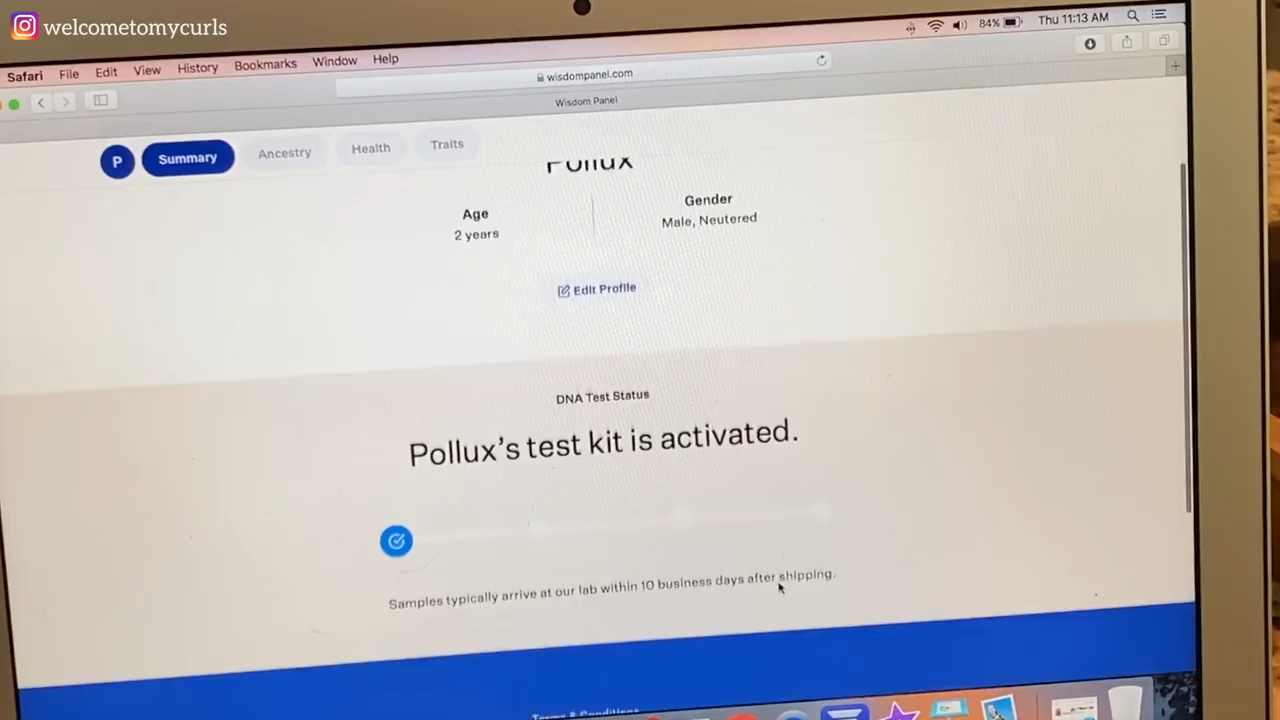 welcometomycurls
84% Thu 11:13 AM
Safari File Edit View History Bookmarks Window Help
wisdompanel.com
Wisdom Panel
P Summary Ancestry Health Traits
Pollux
Age Gender
2 years Male, Neutered
Edit Profile
DNA Test Status
Pollux's test kit is activated.
Samples typically arrive at our lab within 10 business days after shipping.
Terms & Conditions